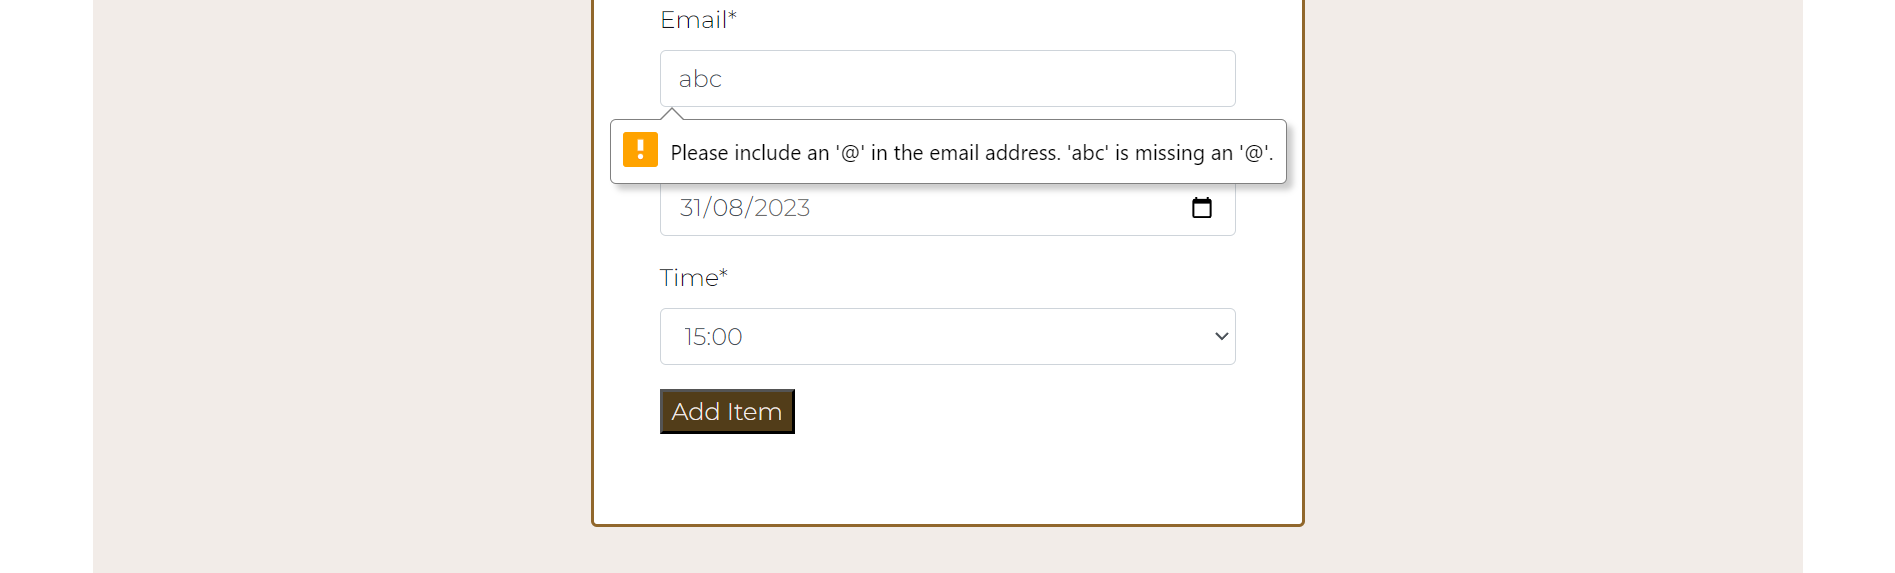 Email*
abc
Please include an '@' in the email address. 'abc' is missing an '@'.
31/08/2023
Time*
15:00
Add Item